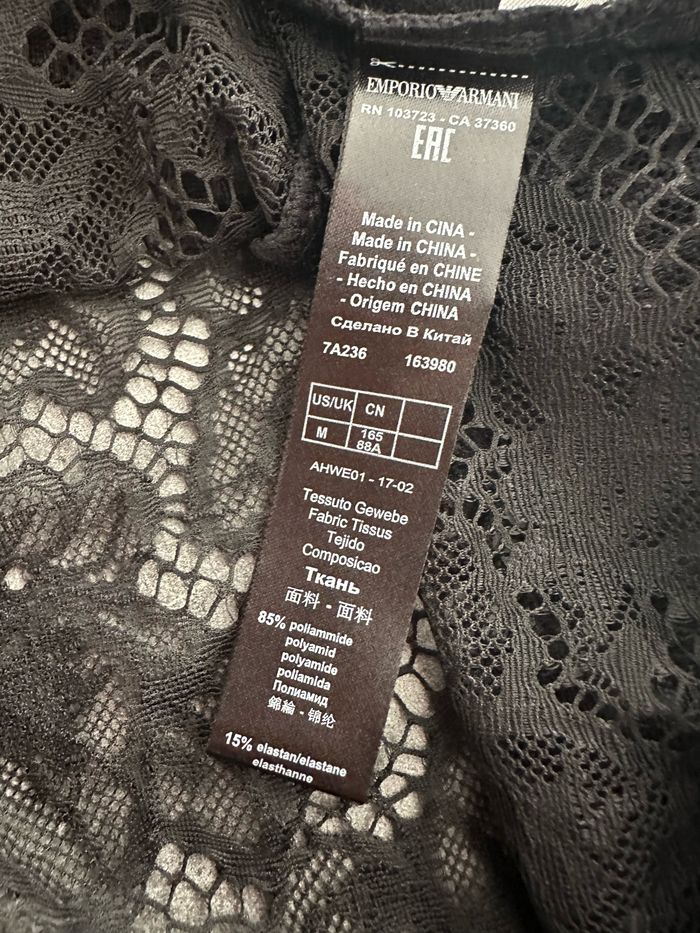 EMPORIO ARMANI
RN 103723 - CA 37360
EAC
Made in CINA -
Made in CHINA -
Fabriqué en CHINE
- Hecho en CHINA
- Origem CHINA
Сделано В Китай
7A236 163980
US/UK CN
M 165
88A
AHWE01 - 17-02
Tessuto Gewebe
Fabric Tissus
Tejido
Composicao
Ткань
面料 - 面料
85% poliammide
polyamid
polyamide
poliamida
Полиамид
錦綸 - 锦纶
15% elastan/elastane
elasthanne